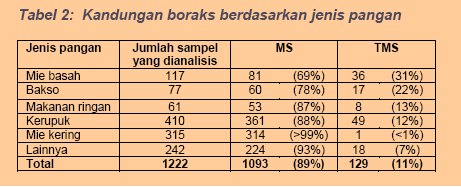 Tabel 2: Kandungan boraks berdasarkan jenis pangan
Jenis pangan Jumlah sampel yang dianalisis MS TMS
Mie basah 117 81 (69%) 36 (31%)
Bakso 77 60 (78%) 17 (22%)
Makanan ringan 61 53 (87%) 8 (13%)
Kerupuk 410 361 (88%) 49 (12%)
Mie kering 315 314 (>99%) 1 (<1%)
Lainnya 242 224 (93%) 18 (7%)
Total 1222 1093 (89%) 129 (11%)